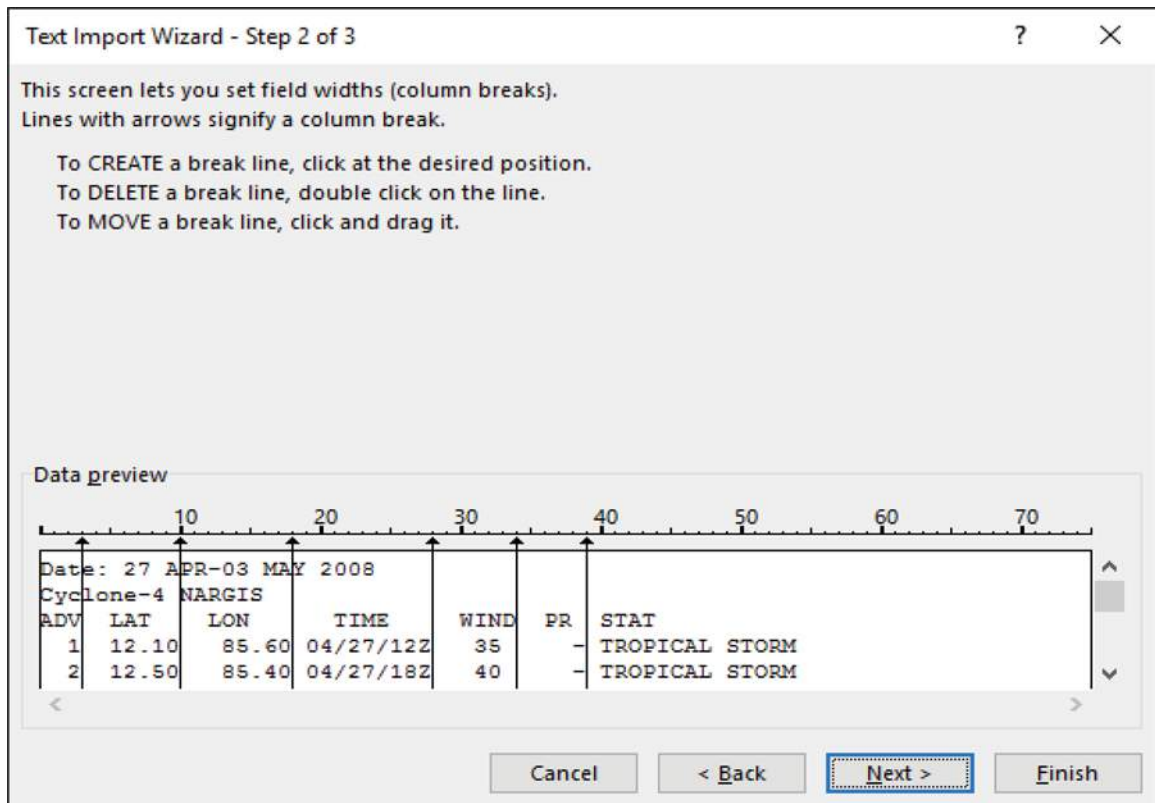 Text Import Wizard - Step 2 of 3 ? ×
This screen lets you set field widths (column breaks).
Lines with arrows signify a column break.
To CREATE a break line, click at the desired position.
To DELETE a break line, double click on the line.
To MOVE a break line, click and drag it.
Data preview
10 20 30 40 50 60 70
Date: 27 APR-03 MAY 2008
Cyclone-4 NARGIS
ADV LAT LON TIME WIND PR STAT
1 12.10 85.60 04/27/12Z 35 - TROPICAL STORM
2 12.50 85.40 04/27/18Z 40 - TROPICAL STORM
Cancel < Back Next > Finish